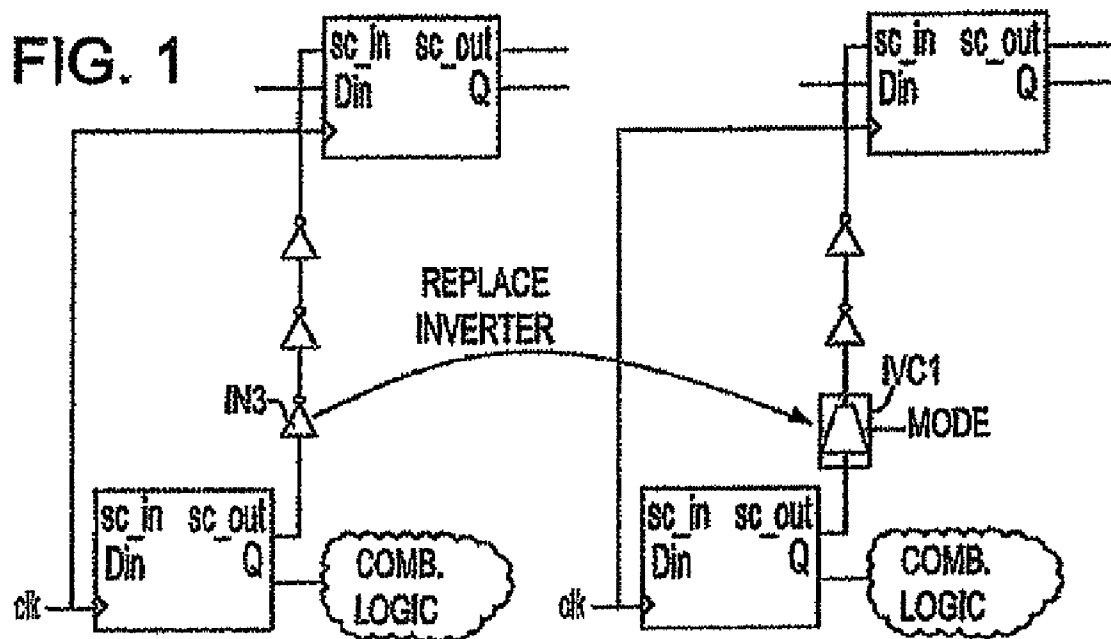 FIG. 1
sc_in sc_out
Din Q
sc_in sc_out
Din Q
REPLACE
INVERTER
IN3
IVC1
MODE
sc_in sc_out
Din Q
clk
COMB.
LOGIC
sc_in sc_out
Din Q
clk
COMB.
LOGIC